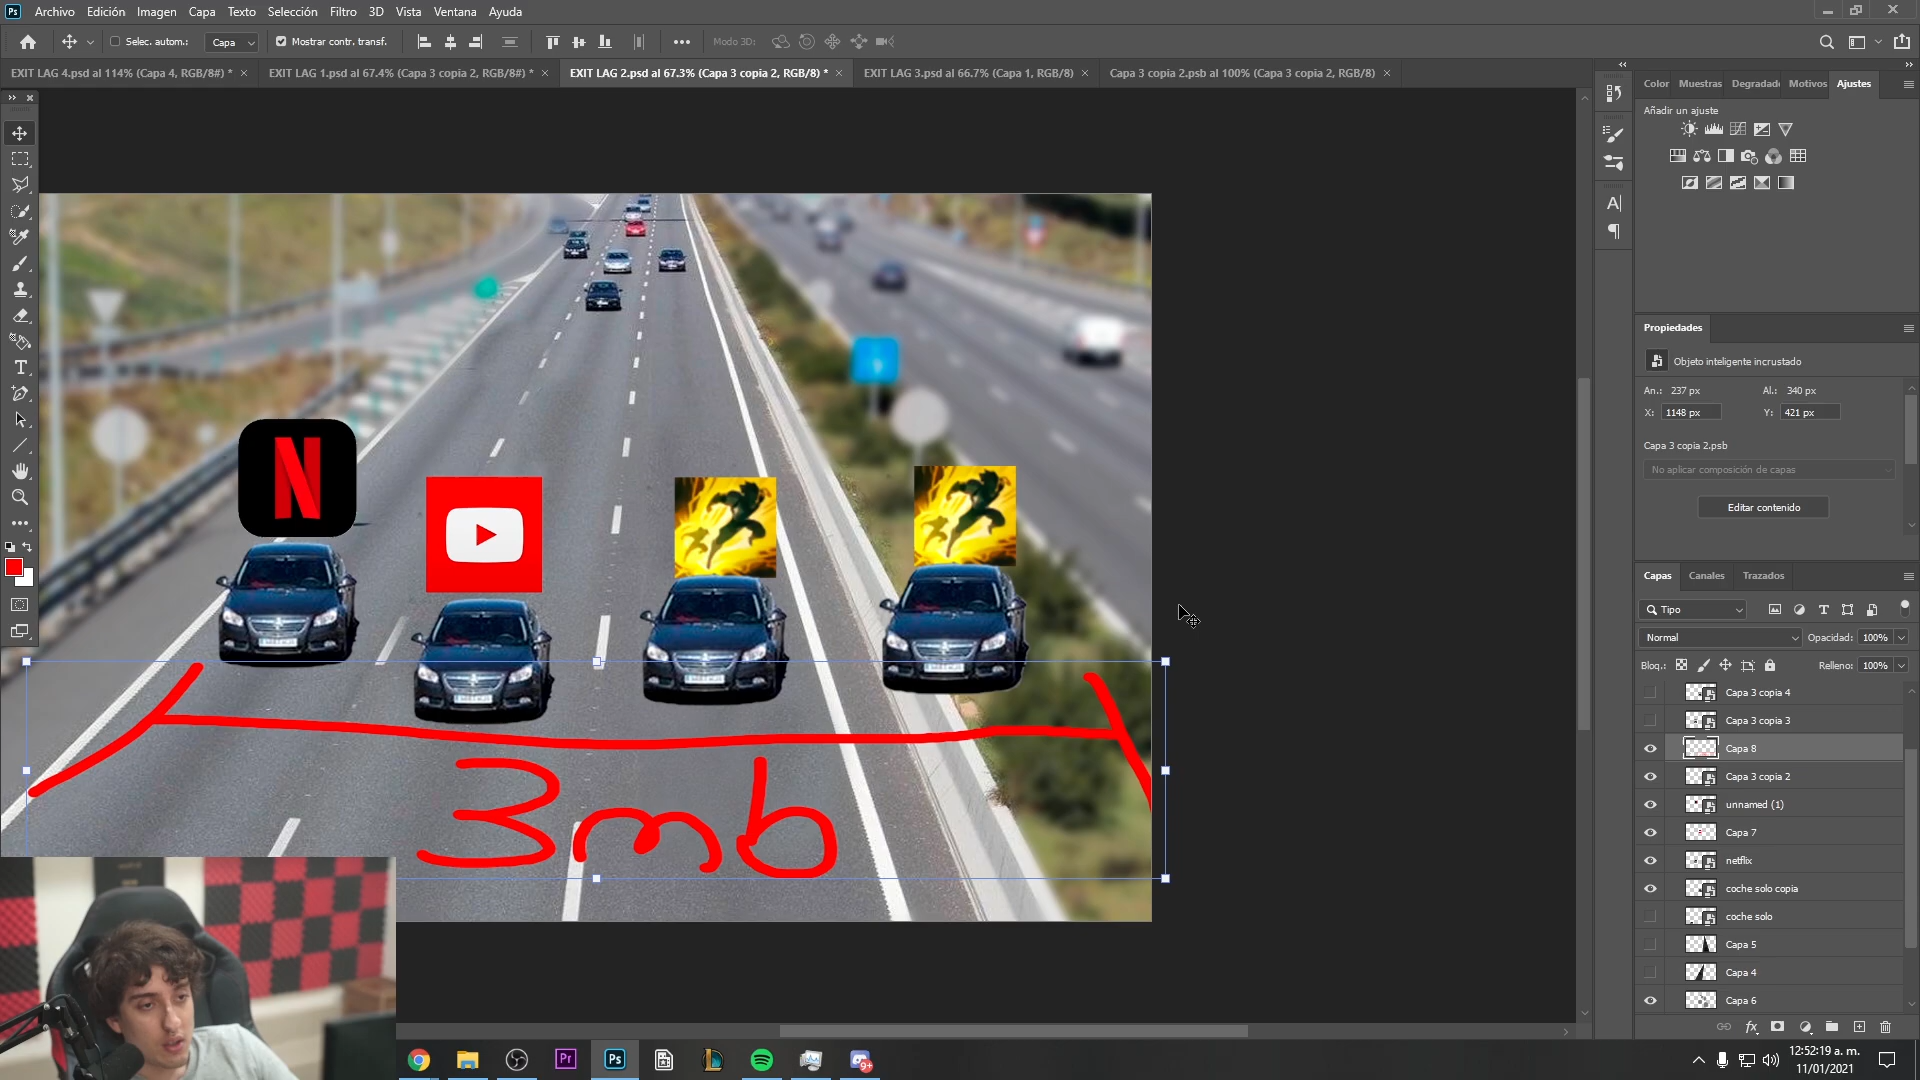 Ps Archivo Edición Imagen Capa Texto Selección Filtro 3D Vista Ventana Ayuda
Selec. autom.: Capa Mostrar contr. transf. Modo 3D:
EXIT LAG 4.psd al 114% (Capa 4, RGB/8#) * EXIT LAG 1.psd al 67.4% (Capa 3 copia 2, RGB/8#) * EXIT LAG 2.psd al 67.3% (Capa 3 copia 2, RGB/8) * EXIT LAG 3.psd al 66.7% (Capa 1, RGB/8) Capa 3 copia 2.psb al 100% (Capa 3 copia 2, RGB/8)
Color Muestras Degradad Motivos Ajustes
Añadir un ajuste
Propiedades
Objeto inteligente incrustado
An.: 237 px Al.: 340 px
X: 1148 px Y: 421 px
Capa 3 copia 2.psb
No aplicar composición de capas
Editar contenido
N
3mb
Capas Canales Trazados
Tipo
Normal Opacidad: 100%
Bloq.: Relleno: 100%
Capa 3 copia 4
Capa 3 copia 3
Capa 8
Capa 3 copia 2
unnamed (1)
Capa 7
netflix
coche solo copia
coche solo
Capa 5
Capa 4
Capa 6
fx
Pr Ps 9+
12:52:19 a. m.
11/01/2021